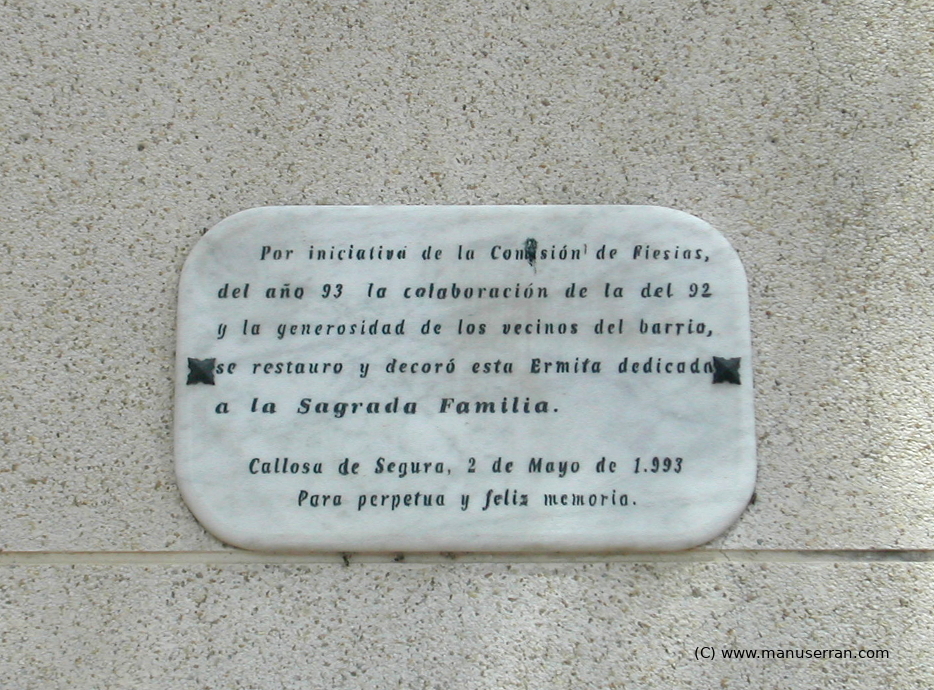 Por iniciativa de la Comisión de Fiestas,
del año 93 la colaboración de la del 92
y la generosidad de los vecinos del barrio,
se restauro y decoró esta Ermita dedicada
a la Sagrada Familia.
Callosa de Segura, 2 de Mayo de 1.993
Para perpetua y feliz memoria.
(C) www.manuserran.com